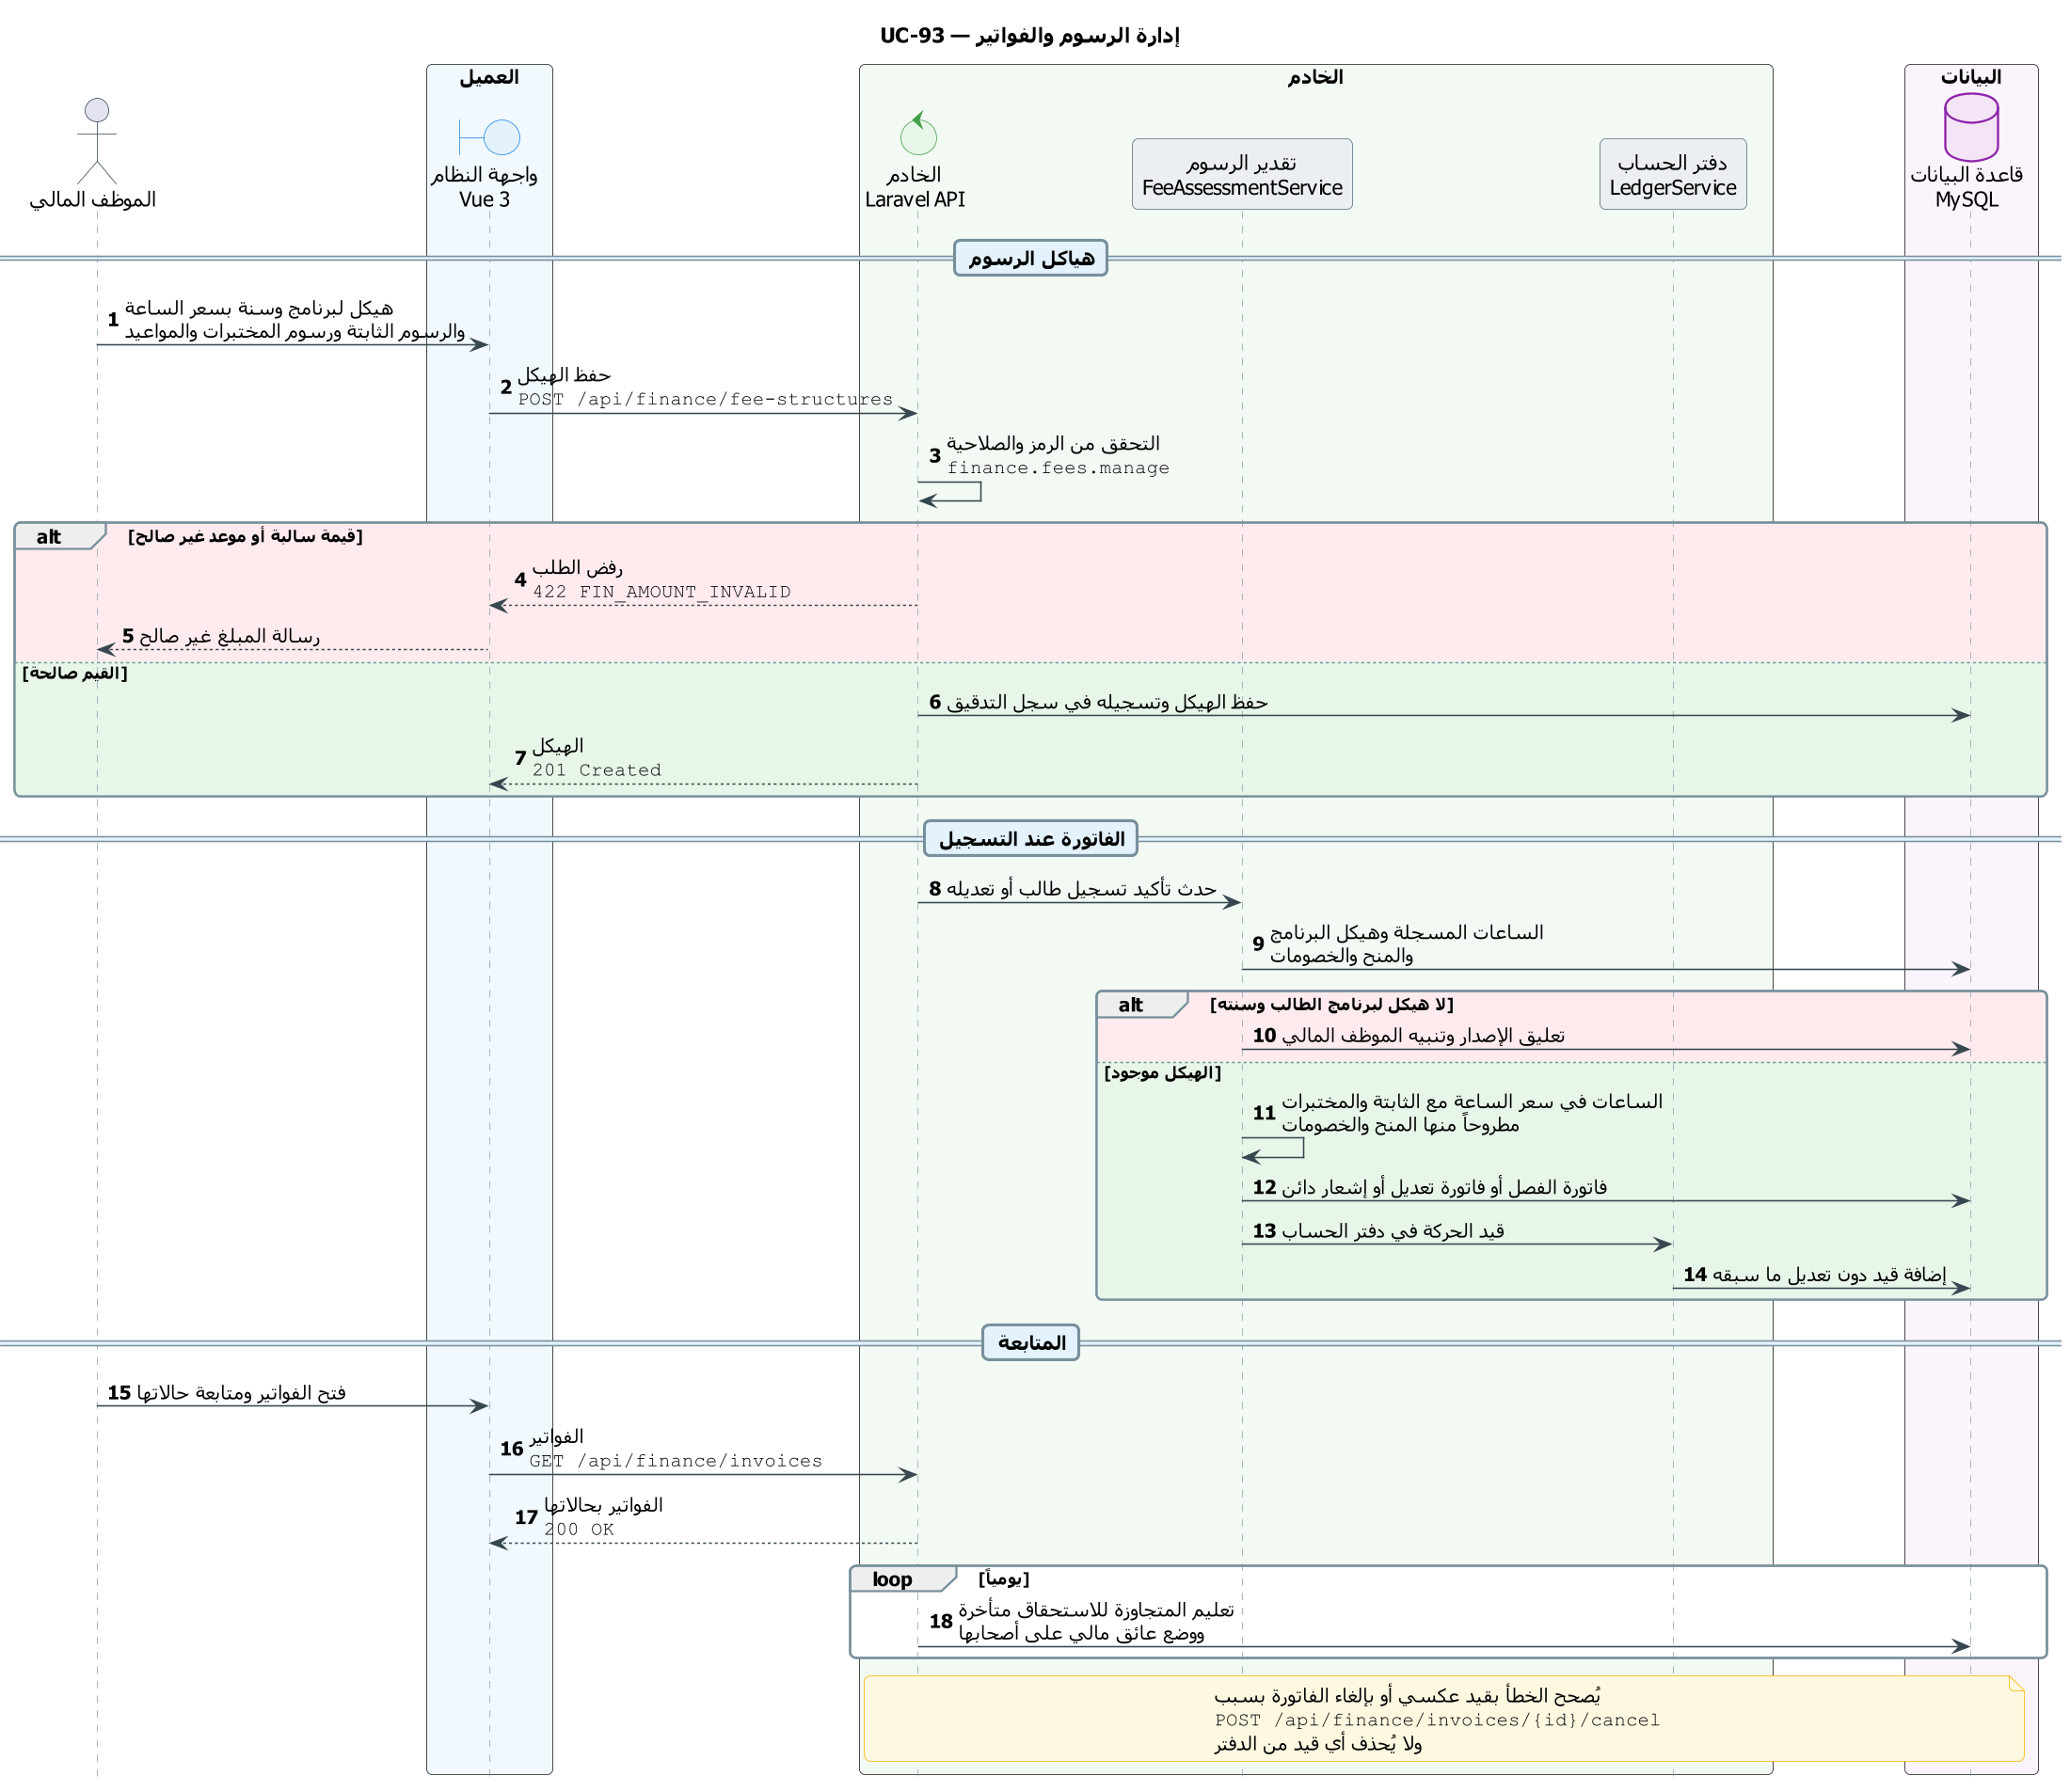 UC-93 — إدارة الرسوم والفواتير
العميل
الخادم
البيانات
الموظف المالي
واجهة النظام
Vue 3
الخادم
Laravel API
تقدير الرسوم
FeeAssessmentService
دفتر الحساب
LedgerService
قاعدة البيانات
MySQL
هياكل الرسوم
1 هيكل لبرنامج وسنة بسعر الساعة
والرسوم الثابتة ورسوم المختبرات والمواعيد
2 حفظ الهيكل
POST /api/finance/fee-structures
3 التحقق من الرمز والصلاحية
finance.fees.manage
alt [قيمة سالبة أو موعد غير صالح]
4 رفض الطلب
422 FIN_AMOUNT_INVALID
5 رسالة المبلغ غير صالح
[القيم صالحة]
6 حفظ الهيكل وتسجيله في سجل التدقيق
7 الهيكل
201 Created
الفاتورة عند التسجيل
8 حدث تأكيد تسجيل طالب أو تعديله
9 الساعات المسجلة وهيكل البرنامج
والمنح والخصومات
alt [لا هيكل لبرنامج الطالب وسنته]
10 تعليق الإصدار وتنبيه الموظف المالي
[الهيكل موجود]
11 الساعات في سعر الساعة مع الثابتة والمختبرات
مطروحاً منها المنح والخصومات
12 فاتورة الفصل أو فاتورة تعديل أو إشعار دائن
13 قيد الحركة في دفتر الحساب
14 إضافة قيد دون تعديل ما سبقه
المتابعة
15 فتح الفواتير ومتابعة حالاتها
16 الفواتير
GET /api/finance/invoices
17 الفواتير بحالاتها
200 OK
loop [يومياً]
18 تعليم المتجاوزة للاستحقاق متأخرة
ووضع عائق مالي على أصحابها
يُصحح الخطأ بقيد عكسي أو بإلغاء الفاتورة بسبب
POST /api/finance/invoices/{id}/cancel
ولا يُحذف أي قيد من الدفتر